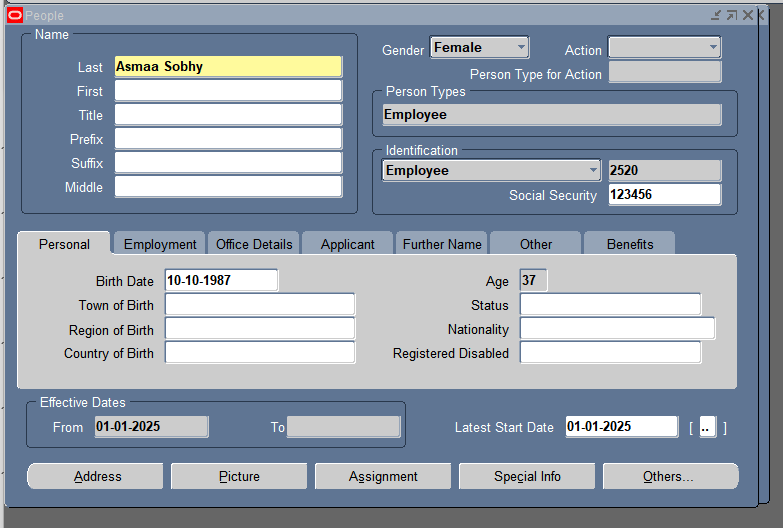 People
Name
Last Asmaa Sobhy
First
Title
Prefix
Suffix
Middle
Gender Female Action
Person Type for Action
Person Types
Employee
Identification
Employee 2520
Social Security 123456
Personal Employment Office Details Applicant Further Name Other Benefits
Birth Date 10-10-1987 Age 37
Town of Birth Status
Region of Birth Nationality
Country of Birth Registered Disabled
Effective Dates
From 01-01-2025 To Latest Start Date 01-01-2025 [ .. ]
Address Picture Assignment Special Info Others...